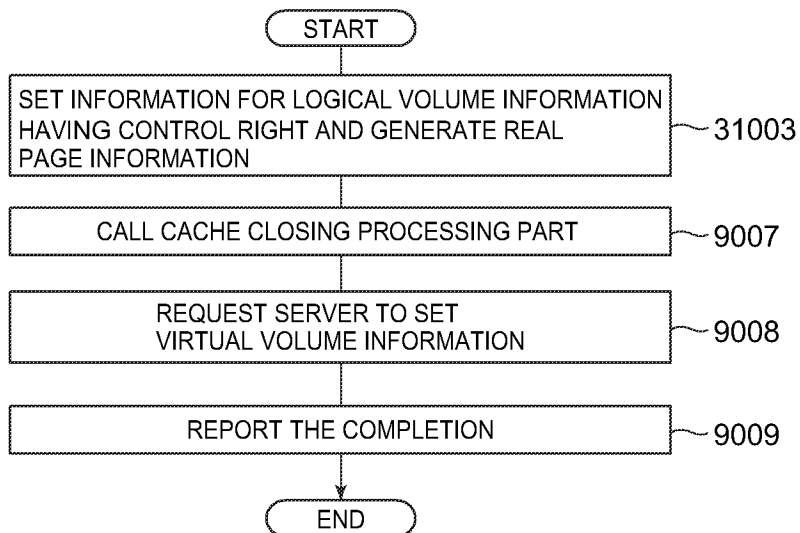 START
SET INFORMATION FOR LOGICAL VOLUME INFORMATION
HAVING CONTROL RIGHT AND GENERATE REAL
PAGE INFORMATION
31003
CALL CACHE CLOSING PROCESSING PART
9007
REQUEST SERVER TO SET
VIRTUAL VOLUME INFORMATION
9008
REPORT THE COMPLETION
9009
END